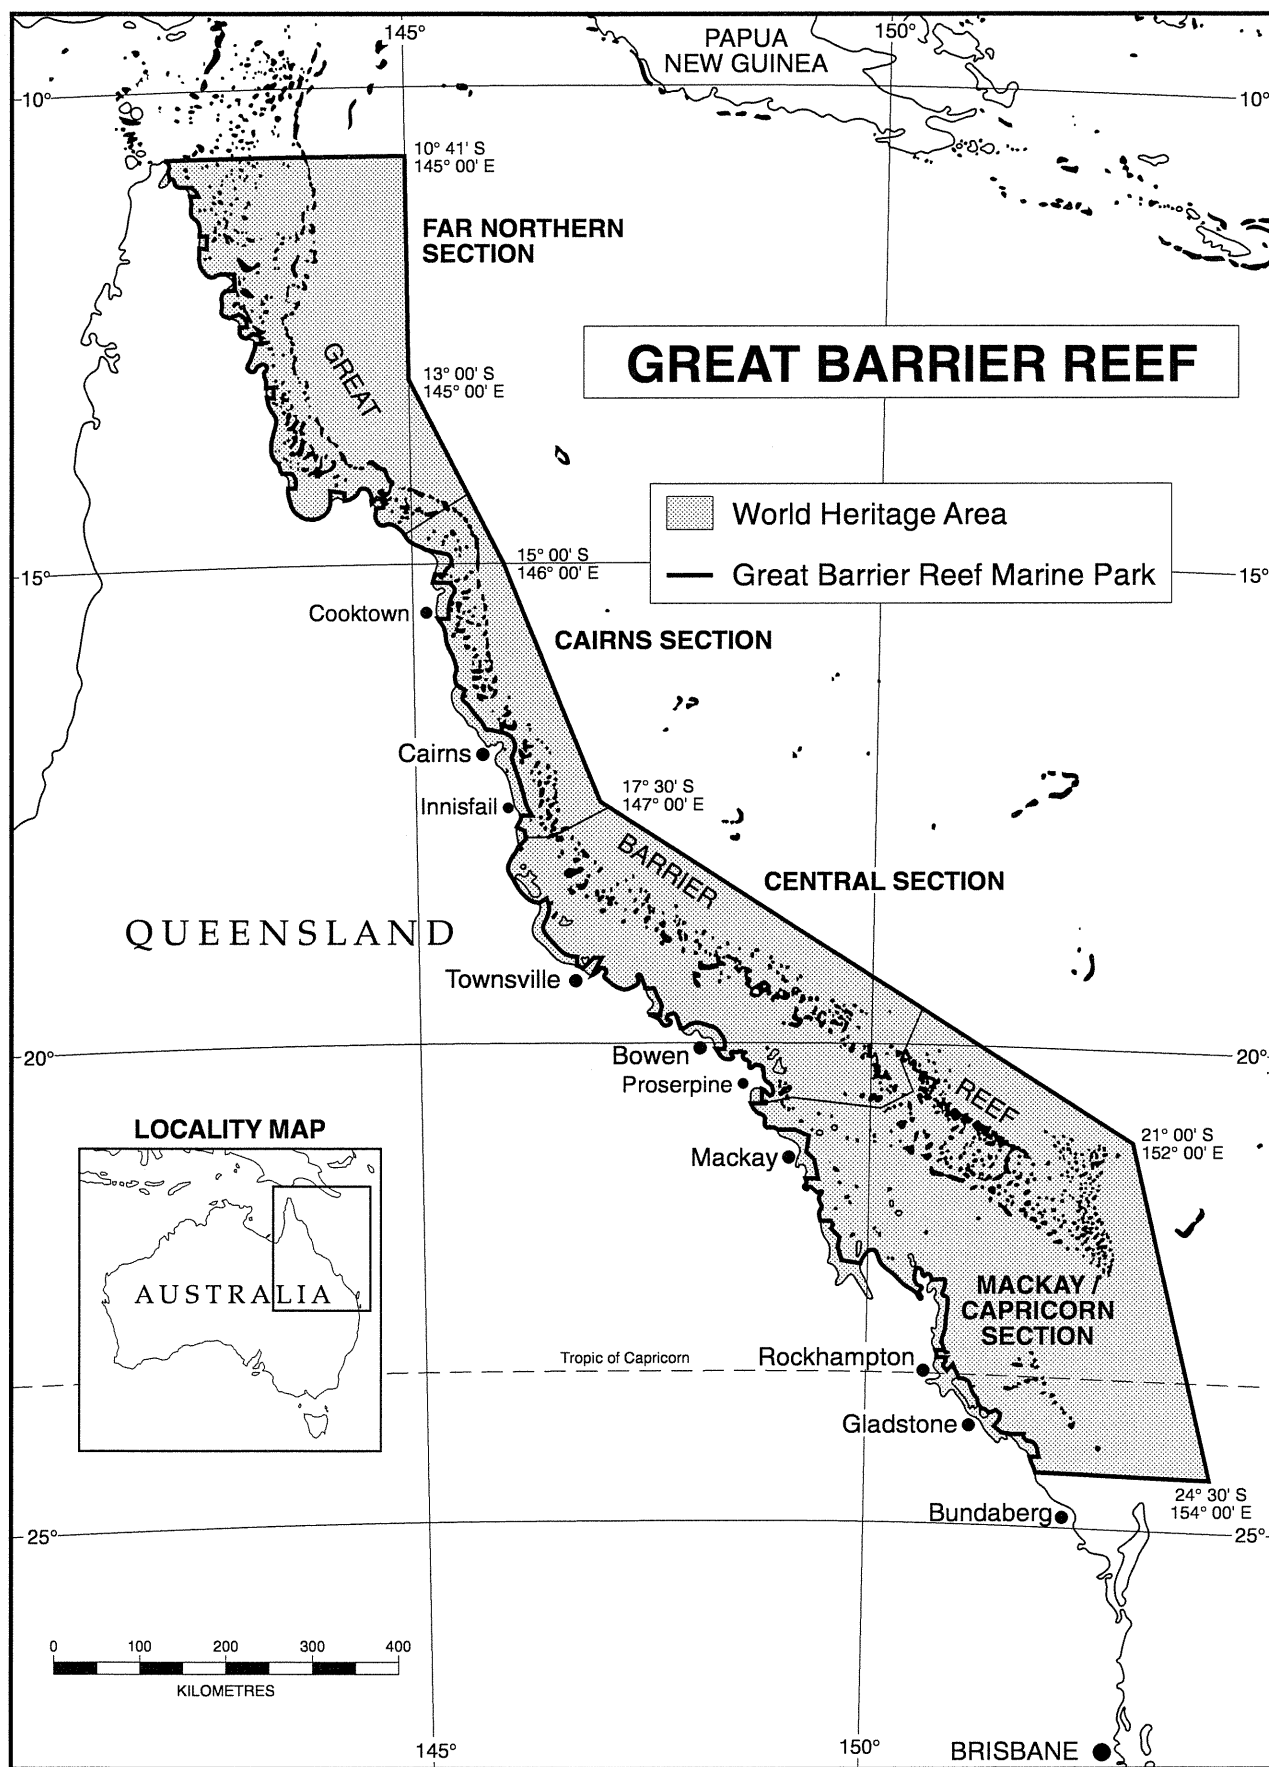 145°
150°
PAPUA
NEW GUINEA
10°
10°
10° 41' S
145° 00' E
FAR NORTHERN
SECTION
GREAT BARRIER REEF
GREAT
13° 00' S
145° 00' E
World Heritage Area
Great Barrier Reef Marine Park
15° 00' S
146° 00' E
15°
15°
Cooktown
CAIRNS SECTION
Cairns
Innisfail
17° 30' S
147° 00' E
BARRIER
CENTRAL SECTION
QUEENSLAND
Townsville
20°
20°
Bowen
Proserpine
REEF
LOCALITY MAP
21° 00' S
152° 00' E
Mackay
AUSTRALIA
MACKAY /
CAPRICORN
SECTION
Tropic of Capricorn
Rockhampton
Gladstone
24° 30' S
154° 00' E
Bundaberg
25°
25°
0 100 200 300 400
KILOMETRES
145°
150°
BRISBANE